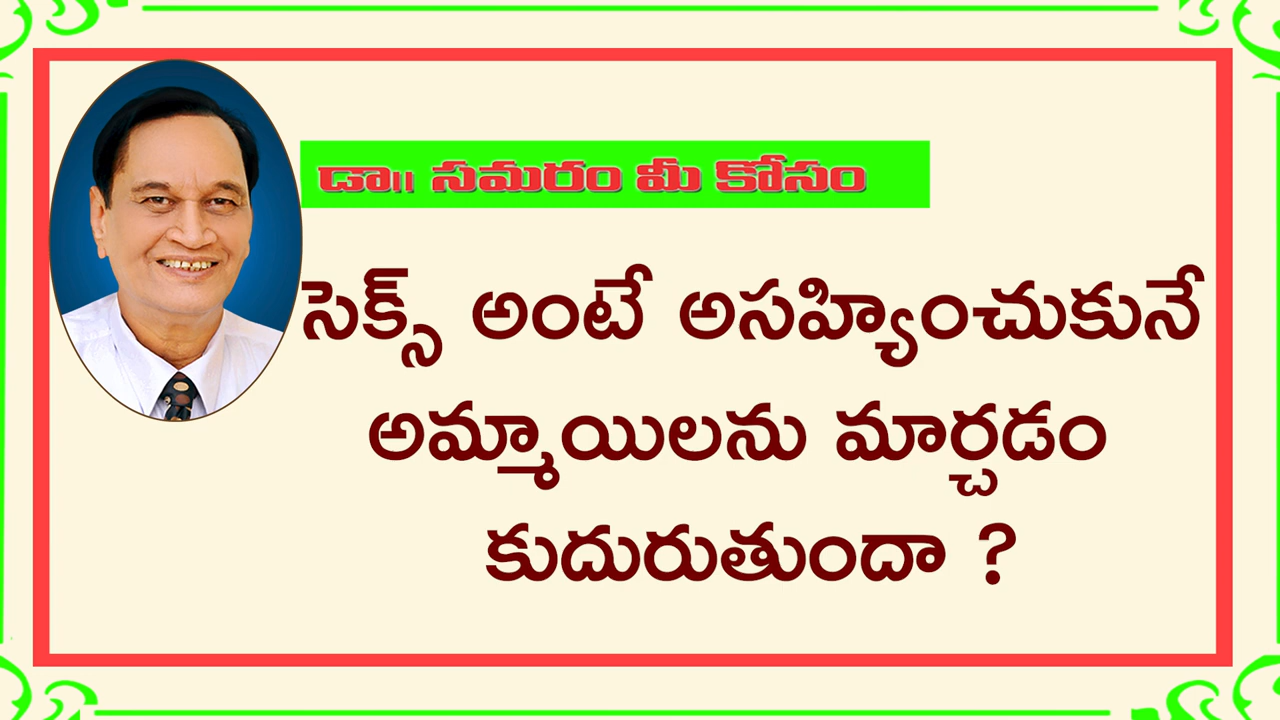 డా॥ సమరం మీ కోసం
సెక్స్ అంటే అసహ్యించుకునే
అమ్మాయిలను మార్చడం
కుదురుతుందా ?